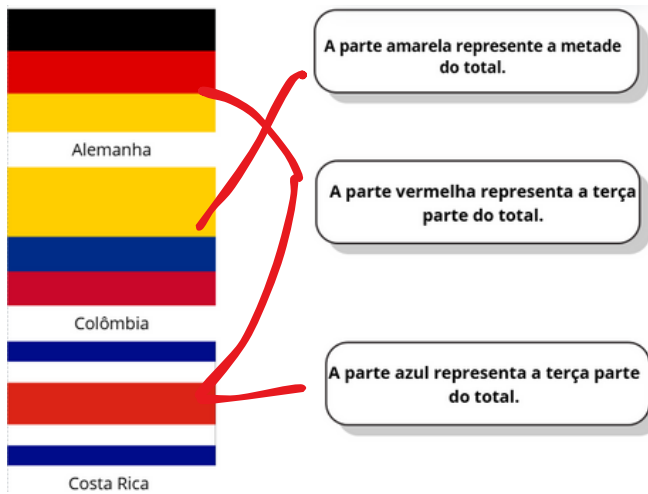 A parte amarela represente a metade
do total.
Alemanha
A parte vermelha representa a terça
parte do total.
Colômbia
A parte azul representa a terça parte
do total.
Costa Rica